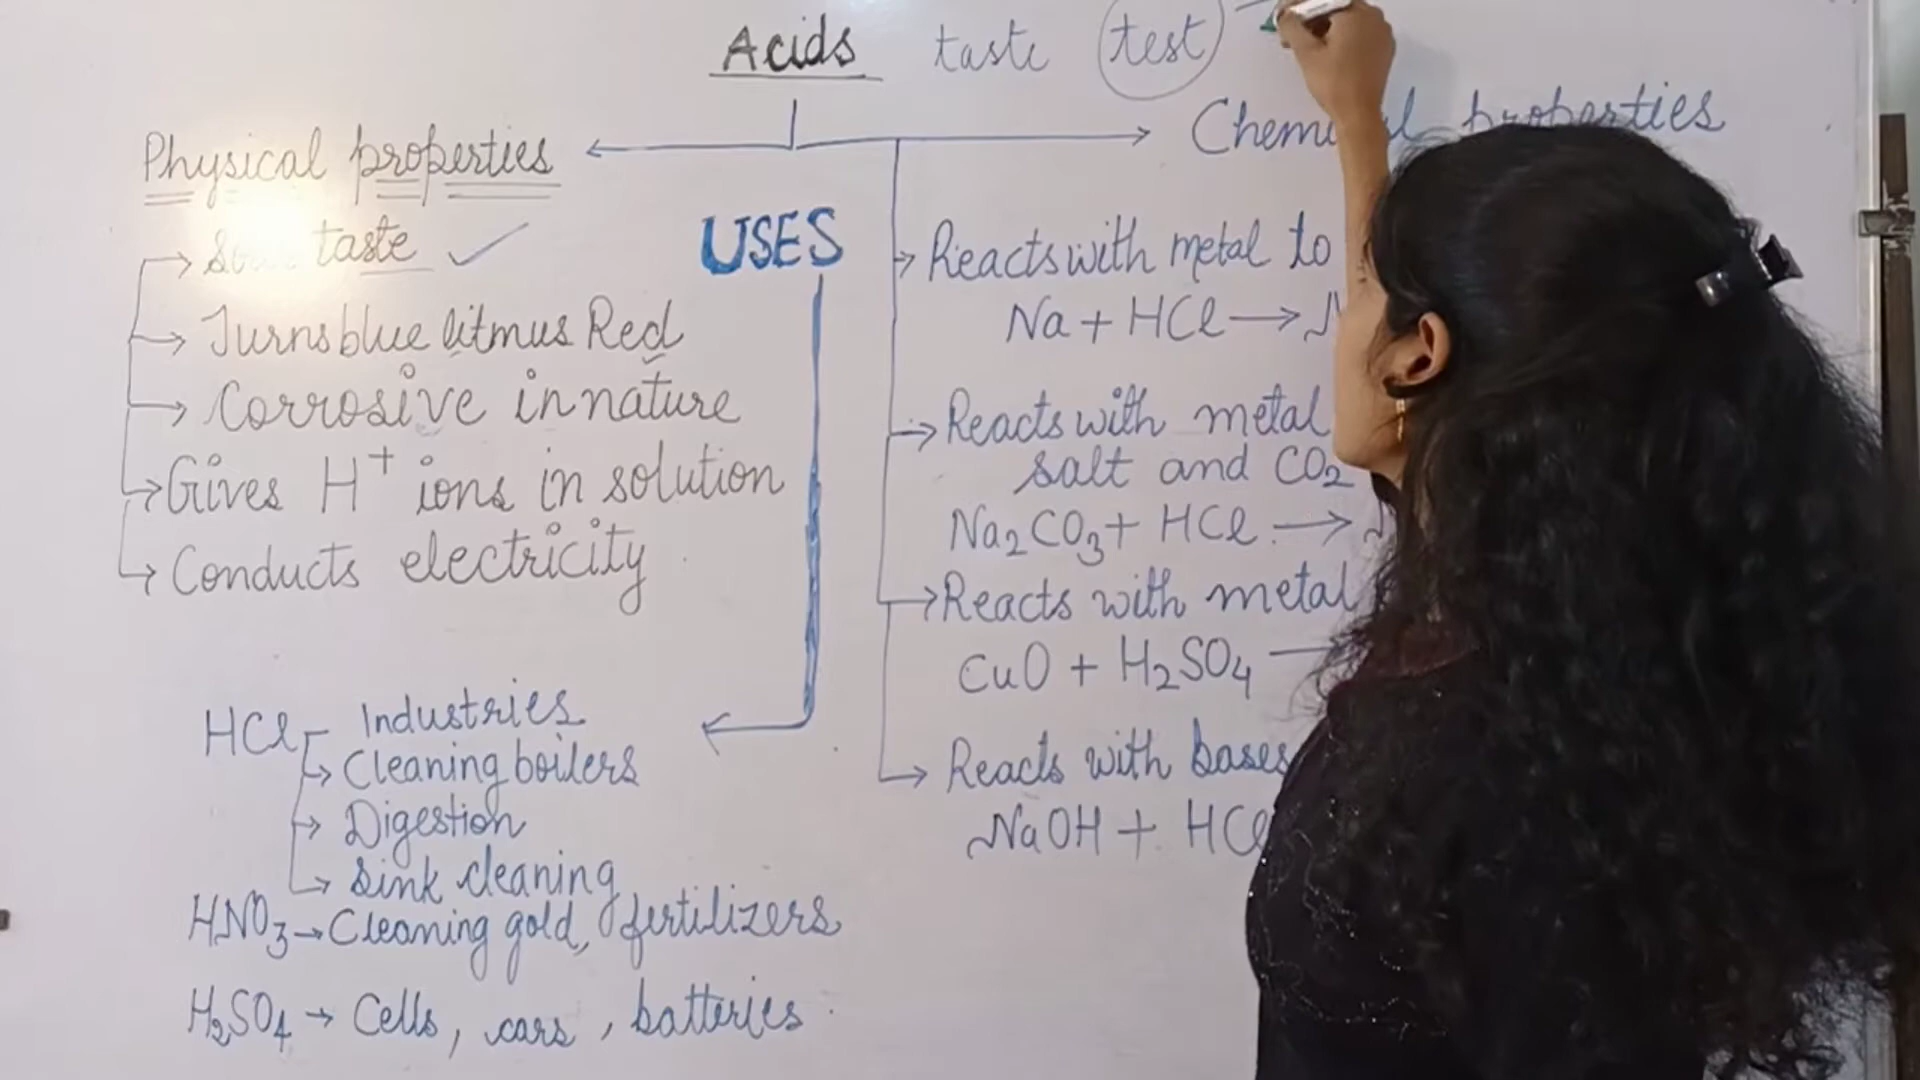 Acids taste test
Physical properties
taste ✓
Turns blue litmus Red
Corrosive in nature
Gives H⁺ ions in solution
Conducts electricity
USES
HCl Industries
Cleaning boilers
Digestion
Sink cleaning
HNO₃ → Cleaning gold, fertilizers
H₂SO₄ → Cells, cars, batteries
properties
Reacts with metal to
Na + HCl →
Reacts with metal
salt and CO₂
Na₂CO₃ + HCl →
Reacts with metal
CuO + H₂SO₄
Reacts with bases
NaOH + HCl